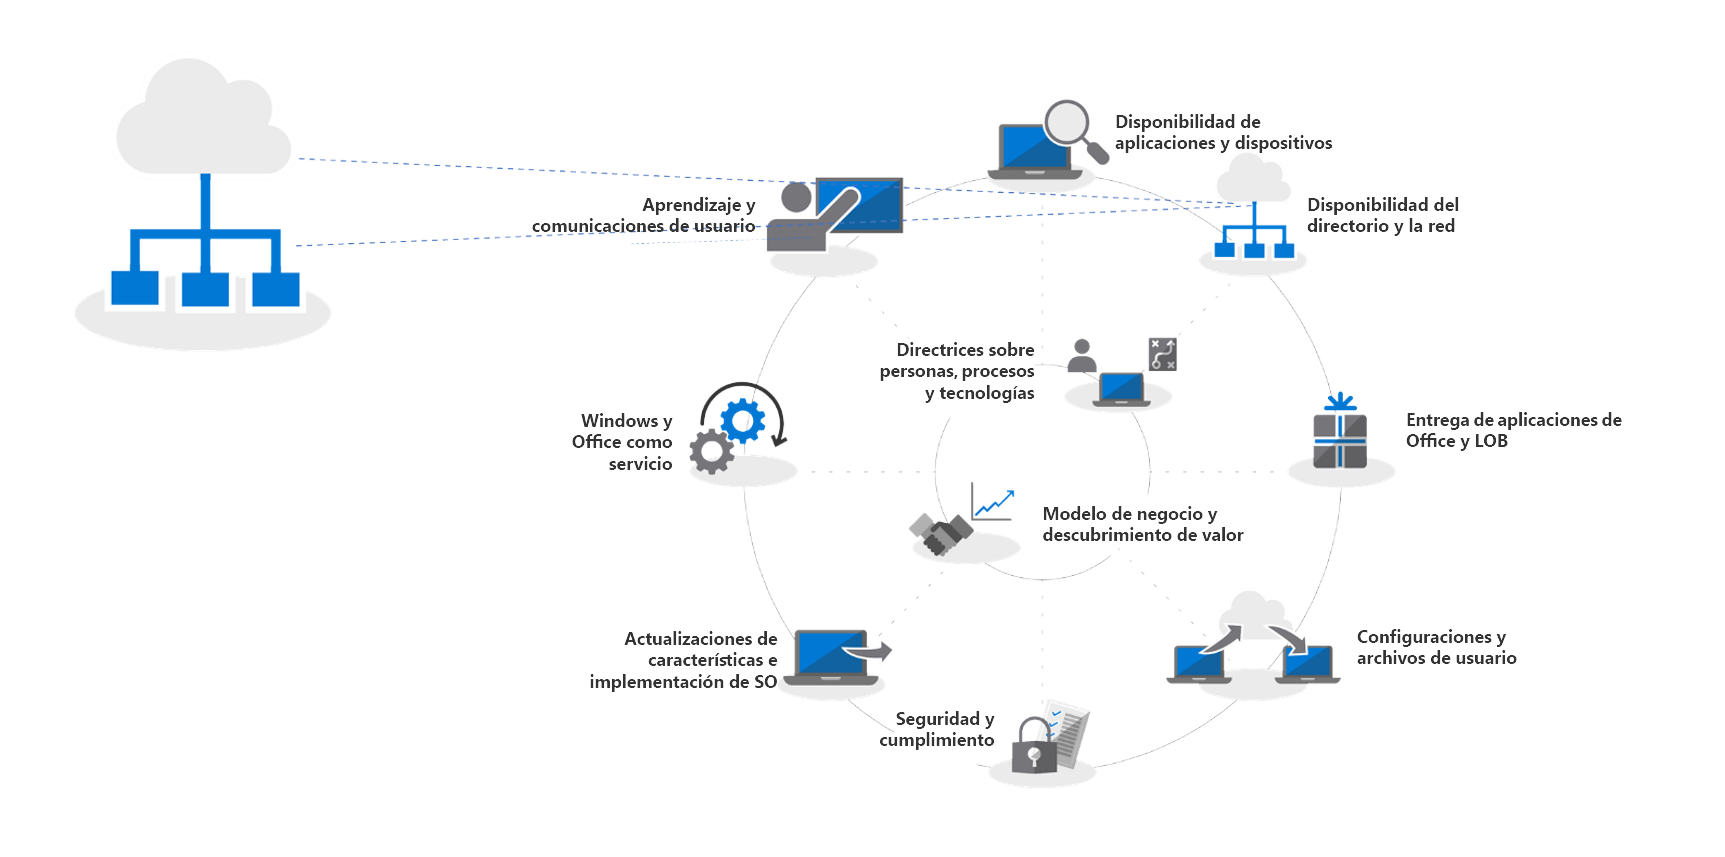 Disponibilidad de
aplicaciones y dispositivos
Aprendizaje y
comunicaciones de usuario
Disponibilidad del
directorio y la red
Directrices sobre
personas, procesos
y tecnologías
Windows y
Office como
servicio
Entrega de aplicaciones de
Office y LOB
Modelo de negocio y
descubrimiento de valor
Actualizaciones de
características e
implementación de SO
Configuraciones y
archivos de usuario
Seguridad y
cumplimiento